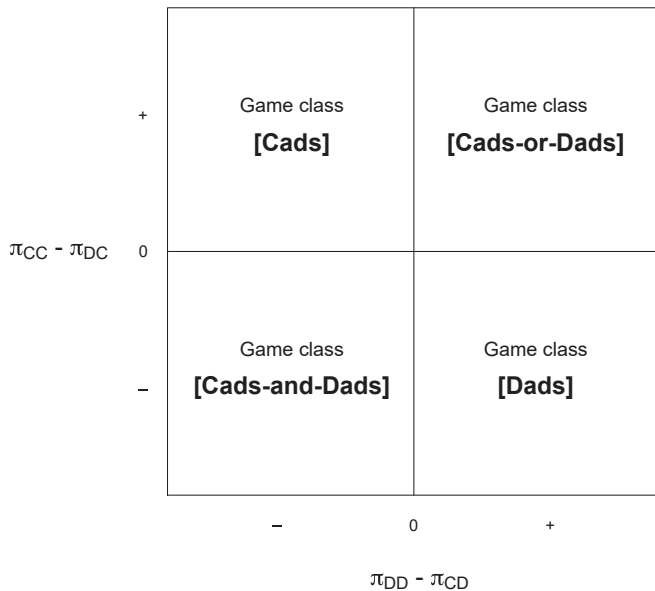 Game class Game class
+
[Cads] [Cads-or-Dads]
πCC - πDC 0
Game class Game class
– [Cads-and-Dads] [Dads]
– 0 +
πDD - πCD